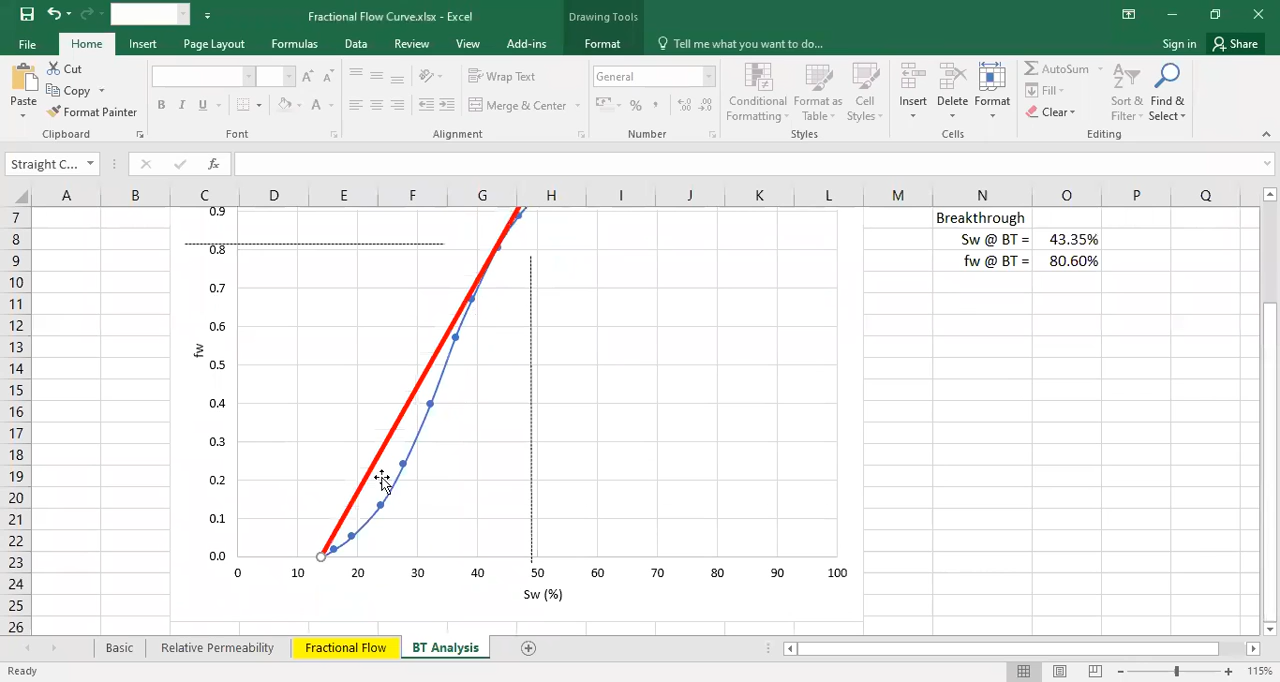 Fractional Flow Curve.xlsx - Excel
Drawing Tools
File Home Insert Page Layout Formulas Data Review View Add-ins Format Tell me what you want to do... Sign in Share
Paste
Cut
Copy
Format Painter
Clipboard
B I U A
Font
Wrap Text
Merge & Center
Alignment
General
%
Number
Conditional Formatting
Format as Table
Cell Styles
Styles
Insert
Delete
Format
Cells
AutoSum
Fill
Clear
Sort & Filter
Find & Select
Editing
Straight C...
fx
A B C D E F G H I J K L M N O P Q
7
8
9
10
11
12
13
14
15
16
17
18
19
20
21
22
23
24
25
26
Breakthrough
Sw @ BT = 43.35%
fw @ BT = 80.60%
0.9
0.8
0.7
0.6
0.5
0.4
0.3
0.2
0.1
0.0
fw
0 10 20 30 40 50 60 70 80 90 100
Sw (%)
Basic Relative Permeability Fractional Flow BT Analysis
Ready
115%